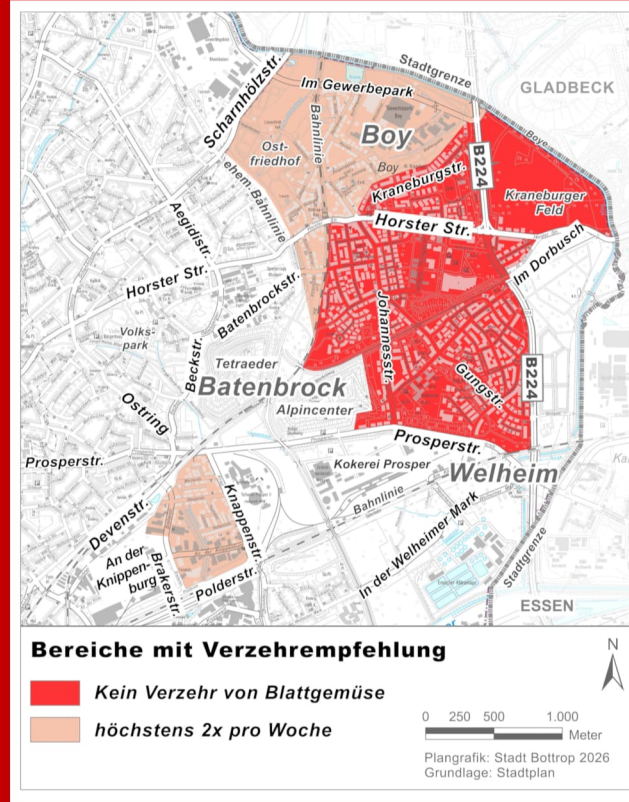 Stadtgrenze
GLADBECK
Scharnhölzstr.
Im Gewerbepark
Bahnlinie
Boy
Boye
Ost-
friedhof
Boy
B224
Kraneburgstr.
Kraneburger
Feld
ehem. Bahnlinie
Aegidistr.
Horster Str.
Im Dorbusch
Horster Str.
Batenbrockstr.
Volks-
park
Beckstr.
Johannesstr.
Tetraeder
Batenbrock
Gungstr.
B224
Alpincenter
Ostring
Prosperstr.
Prosperstr.
Kokerei Prosper
Welheim
Bahnlinie
Devenstr.
Knappenstr.
In der Welheimer Mark
Stadtgrenze
An der
Knippen-
burg
Brakerstr.
Polderstr.
ESSEN
Bereiche mit Verzehrempfehlung
N
Kein Verzehr von Blattgemüse
höchstens 2x pro Woche
0 250 500 1.000
Meter
Plangrafik: Stadt Bottrop 2026
Grundlage: Stadtplan